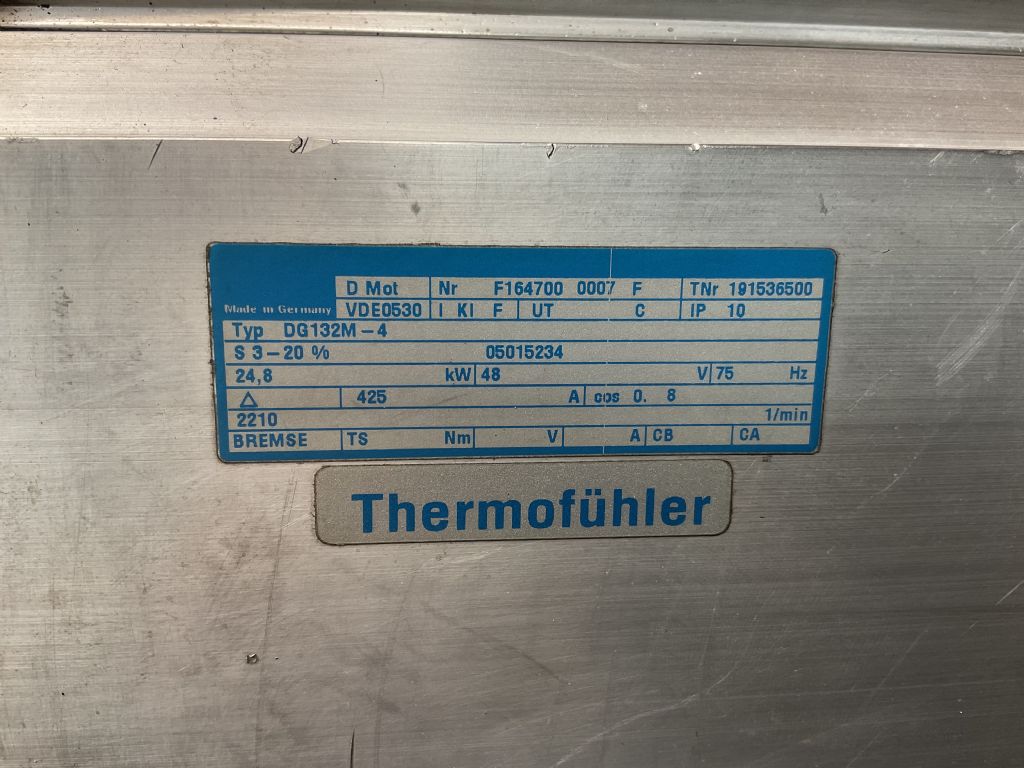 D Mot Nr F164700 0007 F TNr 191536500
Made in Germany VDE0530 I Kl F UT C IP 10
Typ DG132M-4
S 3-20 % 05015234
24,8 kW 48 V 75 Hz
△ 425 A cos 0. 8
2210 1/min
BREMSE TS Nm V A CB CA
Thermofühler